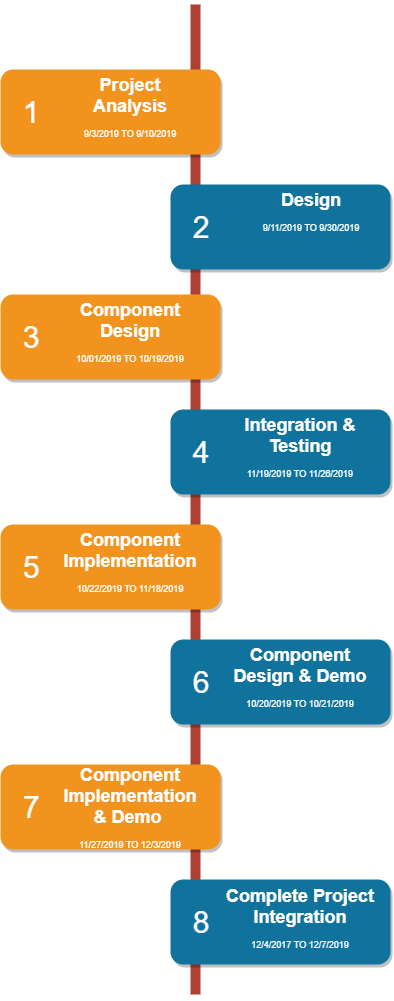 1
Project
Analysis
9/3/2019 TO 9/10/2019
2
Design
9/11/2019 TO 9/30/2019
3
Component
Design
10/01/2019 TO 10/19/2019
4
Integration &
Testing
11/19/2019 TO 11/26/2019
5
Component
Implementation
10/22/2019 TO 11/18/2019
6
Component
Design & Demo
10/20/2019 TO 10/21/2019
7
Component
Implementation
& Demo
11/27/2019 TO 12/3/2019
8
Complete Project
Integration
12/4/2017 TO 12/7/2019